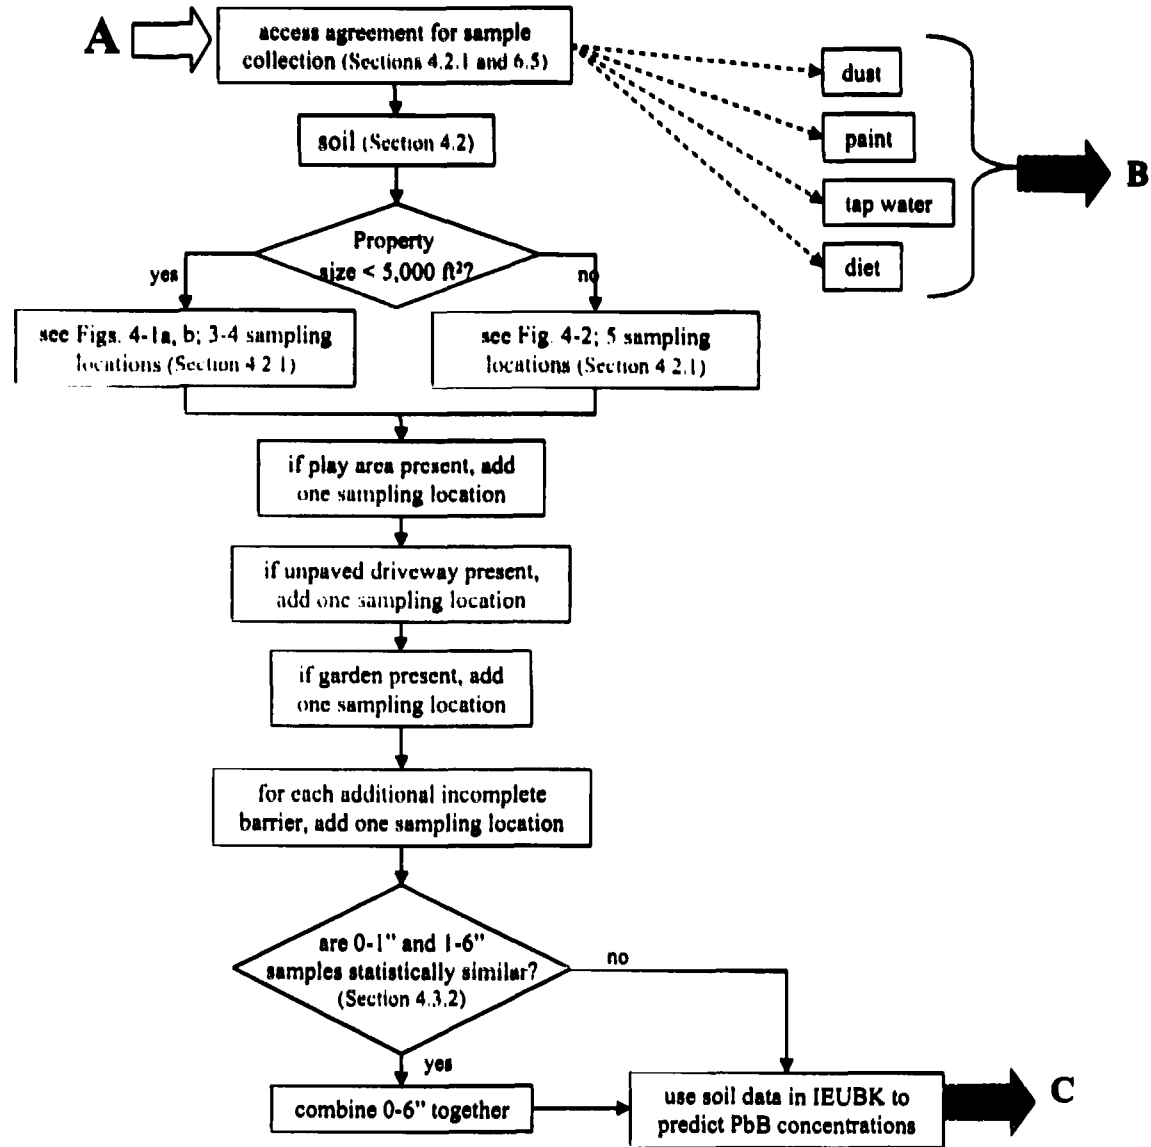 A
access agreement for sample
collection (Sections 4.2.1 and 6.5)
dust
paint
tap water
diet
B
soil (Section 4.2)
Property
size < 5,000 ft²?
yes
no
see Figs. 4-1a, b; 3-4 sampling
locations (Section 4.2.1)
see Fig. 4-2; 5 sampling
locations (Section 4.2.1)
if play area present, add
one sampling location
if unpaved driveway present,
add one sampling location
if garden present, add
one sampling location
for each additional incomplete
barrier, add one sampling location
are 0-1" and 1-6"
samples statistically similar?
(Section 4.3.2)
no
yes
combine 0-6" together
use soil data in IEUBK to
predict PbB concentrations
C